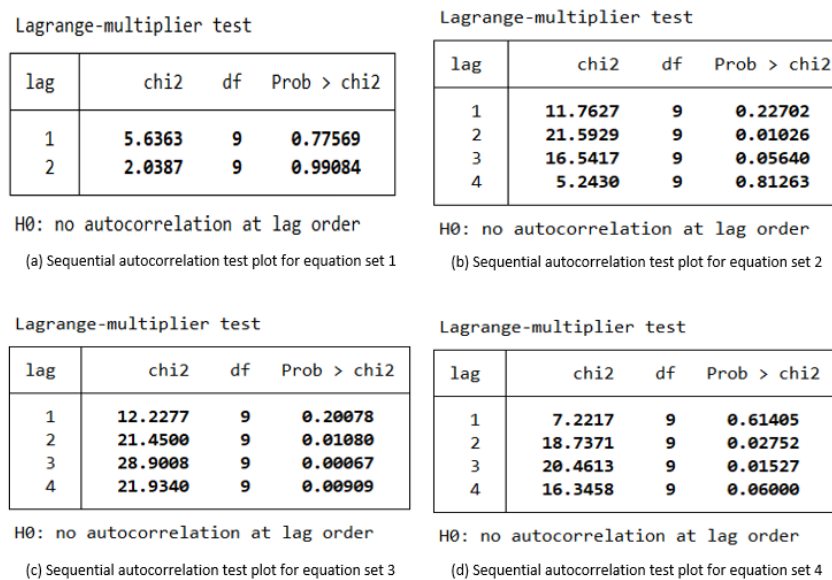 Lagrange-multiplier test
lag chi2 df Prob > chi2
1 5.6363 9 0.77569
2 2.0387 9 0.99084
H0: no autocorrelation at lag order
(a) Sequential autocorrelation test plot for equation set 1
Lagrange-multiplier test
lag chi2 df Prob > chi2
1 11.7627 9 0.22702
2 21.5929 9 0.01026
3 16.5417 9 0.05640
4 5.2430 9 0.81263
H0: no autocorrelation at lag order
(b) Sequential autocorrelation test plot for equation set 2
Lagrange-multiplier test
lag chi2 df Prob > chi2
1 12.2277 9 0.20078
2 21.4500 9 0.01080
3 28.9008 9 0.00067
4 21.9340 9 0.00909
H0: no autocorrelation at lag order
(c) Sequential autocorrelation test plot for equation set 3
Lagrange-multiplier test
lag chi2 df Prob > chi2
1 7.2217 9 0.61405
2 18.7371 9 0.02752
3 20.4613 9 0.01527
4 16.3458 9 0.06000
H0: no autocorrelation at lag order
(d) Sequential autocorrelation test plot for equation set 4